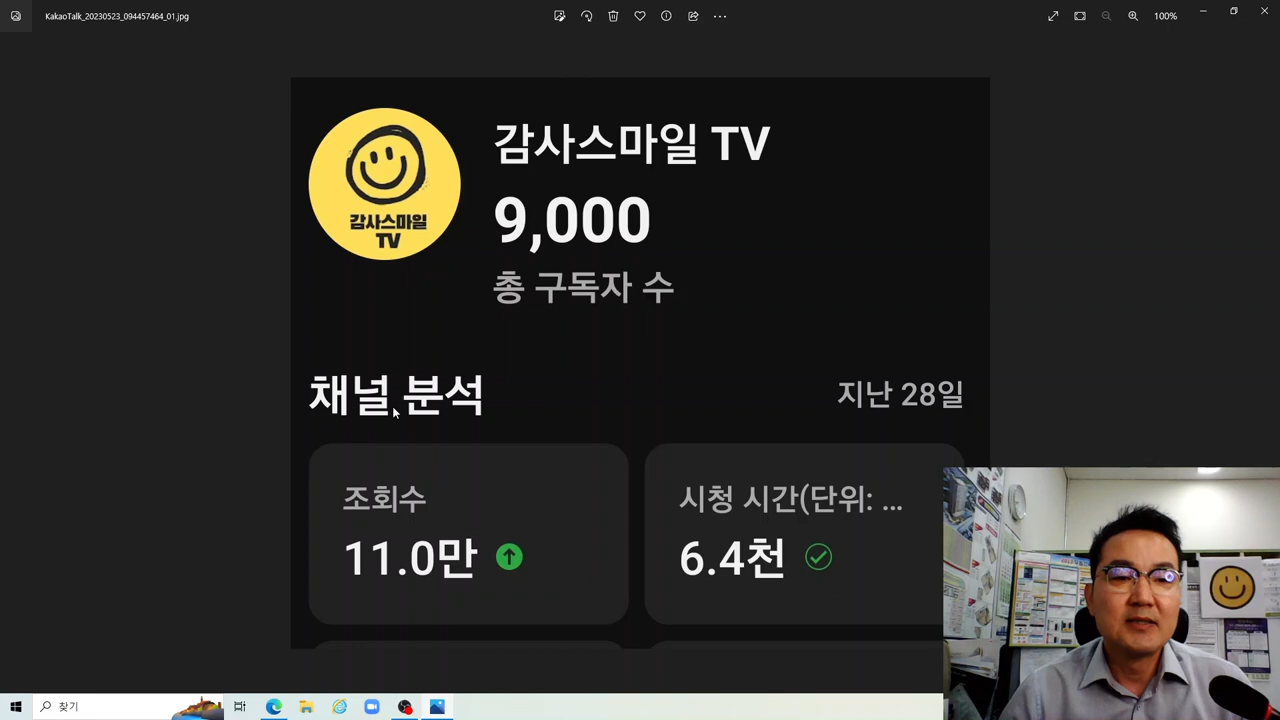 KakaoTalk_20230523_094457464_01.jpg
100%
감사스마일
TV
감사스마일 TV
9,000
총 구독자 수
채널 분석
지난 28일
조회수
11.0만
시청 시간(단위: ...
6.4천
찾기